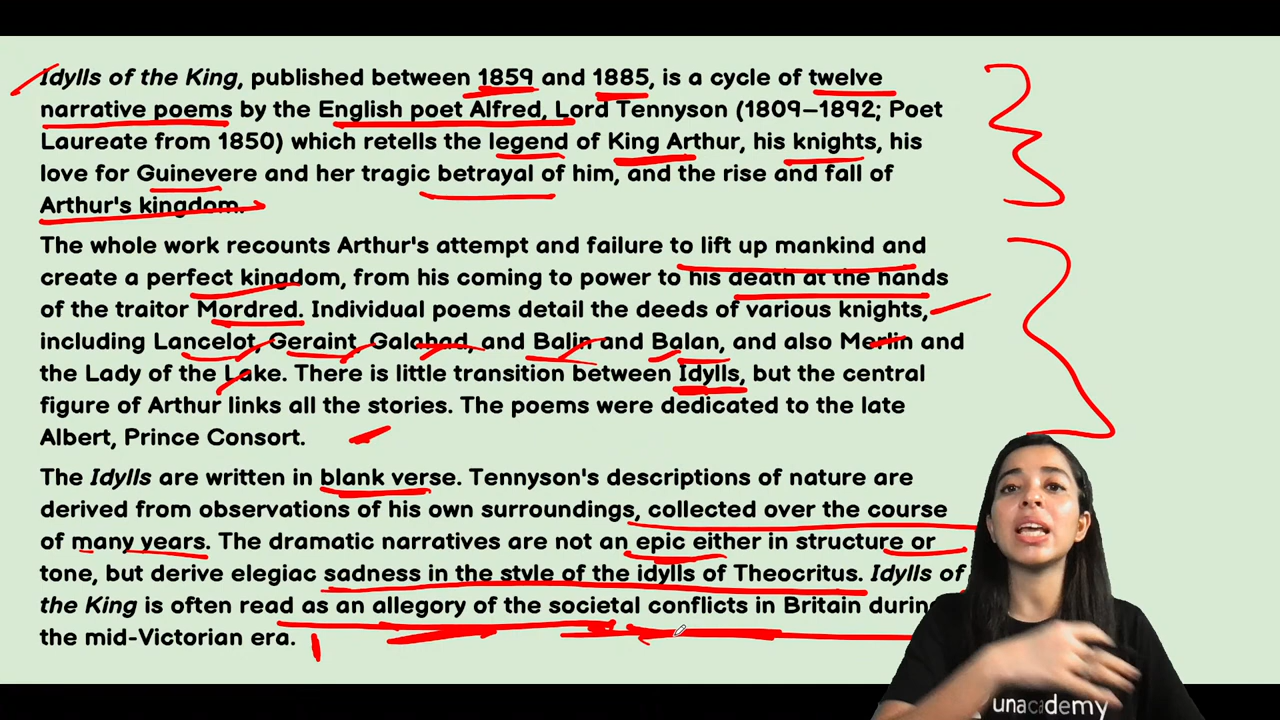 Idylls of the King, published between 1859 and 1885, is a cycle of twelve
narrative poems by the English poet Alfred, Lord Tennyson (1809–1892; Poet
Laureate from 1850) which retells the legend of King Arthur, his knights, his
love for Guinevere and her tragic betrayal of him, and the rise and fall of
Arthur's kingdom.
The whole work recounts Arthur's attempt and failure to lift up mankind and
create a perfect kingdom, from his coming to power to his death at the hands
of the traitor Mordred. Individual poems detail the deeds of various knights,
including Lancelot, Geraint, Galahad, and Balin and Balan, and also Merlin and
the Lady of the Lake. There is little transition between Idylls, but the central
figure of Arthur links all the stories. The poems were dedicated to the late
Albert, Prince Consort.
The Idylls are written in blank verse. Tennyson's descriptions of nature are
derived from observations of his own surroundings, collected over the course
of many years. The dramatic narratives are not an epic either in structure or
tone, but derive elegiac sadness in the style of the idylls of Theocritus. Idylls of
the King is often read as an allegory of the societal conflicts in Britain during
the mid-Victorian era.
unacademy